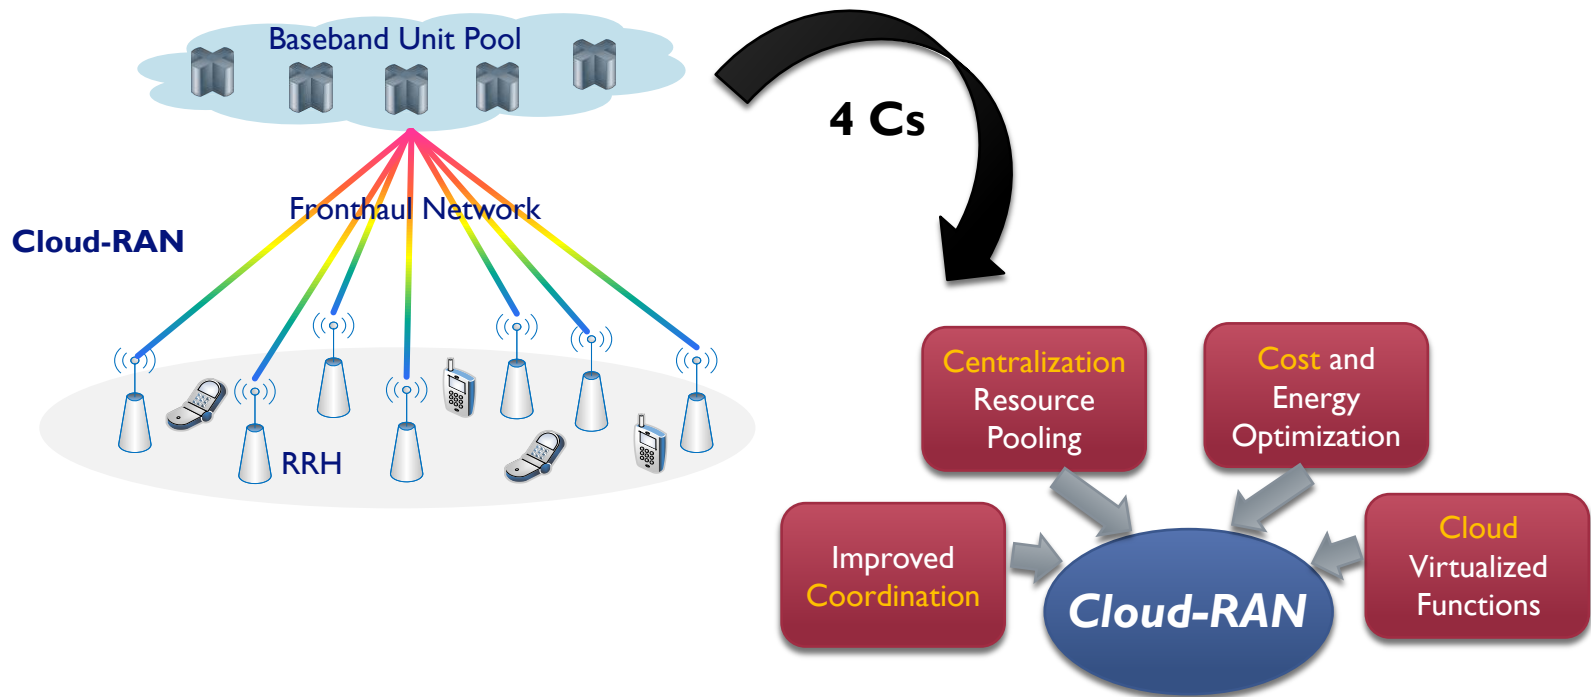 Baseband Unit Pool
4 Cs
Fronthaul Network
Cloud-RAN
RRH
Centralization
Resource
Pooling
Cost and
Energy
Optimization
Improved
Coordination
Cloud
Virtualized
Functions
Cloud-RAN